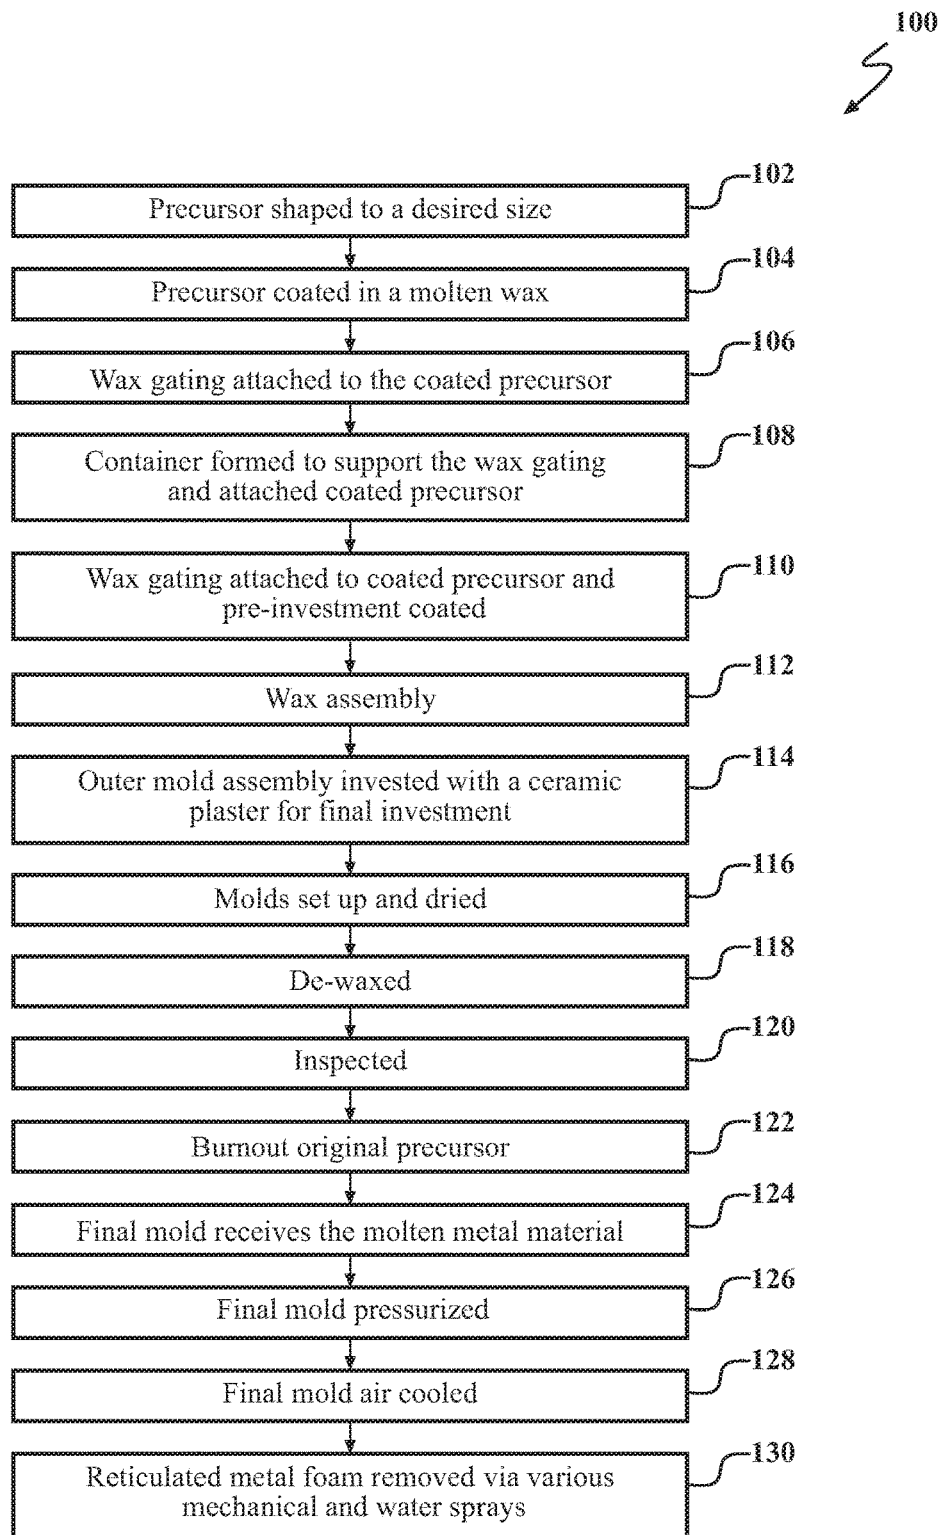 100
102
Precursor shaped to a desired size
104
Precursor coated in a molten wax
106
Wax gating attached to the coated precursor
108
Container formed to support the wax gating
and attached coated precursor
110
Wax gating attached to coated precursor and
pre-investment coated
112
Wax assembly
114
Outer mold assembly invested with a ceramic
plaster for final investment
116
Molds set up and dried
118
De-waxed
120
Inspected
122
Burnout original precursor
124
Final mold receives the molten metal material
126
Final mold pressurized
128
Final mold air cooled
130
Reticulated metal foam removed via various
mechanical and water sprays